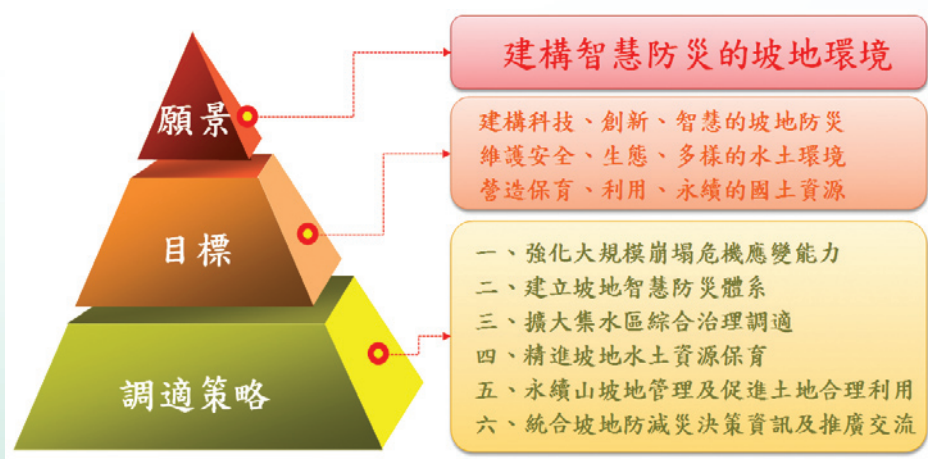 願景
建構智慧防災的坡地環境
建構科技、創新、智慧的坡地防災
維護安全、生態、多樣的水土環境
營造保育、利用、永續的國土資源
目標
一、強化大規模崩塌危機應變能力
二、建立坡地智慧防災體系
三、擴大集水區綜合治理調適
四、精進坡地水土資源保育
五、永續山坡地管理及促進土地合理利用
六、統合坡地防減災決策資訊及推廣交流
調適策略